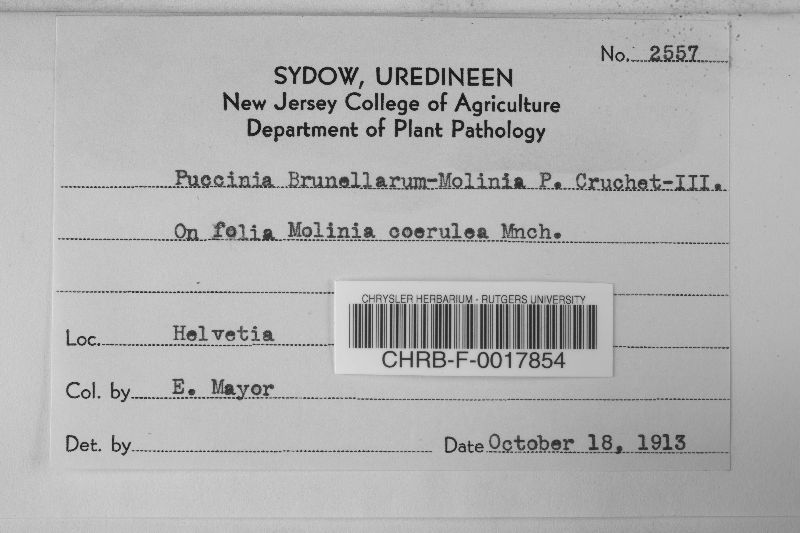 No. 2557
SYDOW, UREDINEEN
New Jersey College of Agriculture
Department of Plant Pathology
Puccinia Brunellarum-Molinia P. Cruchet-III.
On folia Molinia coerulea Mnch.
CHRYSLER HERBARIUM - RUTGERS UNIVERSITY
CHRB-F-0017854
Loc. Helvetia
Col. by E. Mayor
Det. by Date October 18, 1913